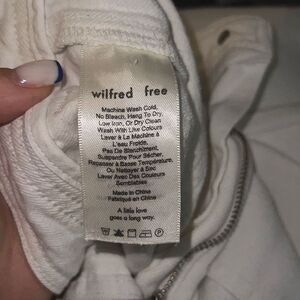 wilfred free
Machine Wash Cold,
No Bleach, Hang To Dry,
Low Iron, Or Dry Clean
Wash With Like Colours
Laver à La Machine à
L'eau Froide,
Pas De Blanchiment,
Suspendre Pour Sécher,
Repasser à Basse Température,
Ou Nettoyer à Sec
Laver Avec Des Couleurs
Semblables
Made in China
Fabriqué en Chine
A little love
goes a long way.